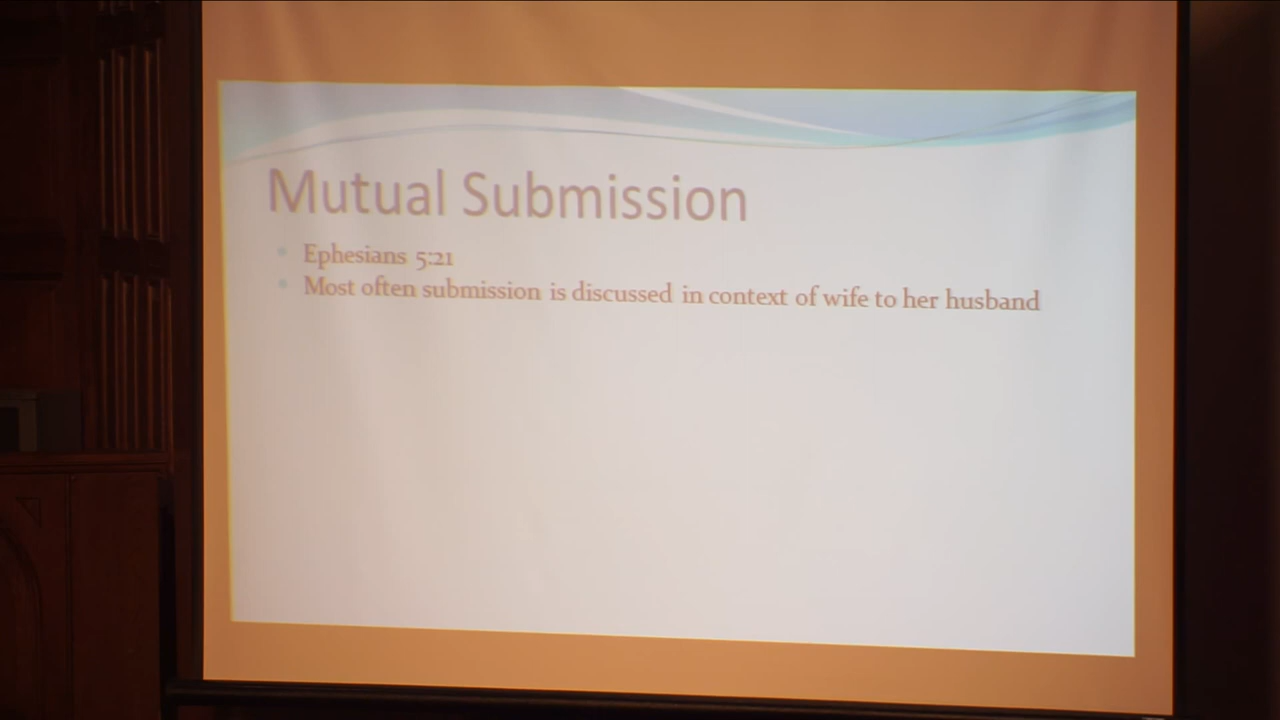 Mutual Submission
Ephesians 5:21
Most often submission is discussed in context of wife to her husband